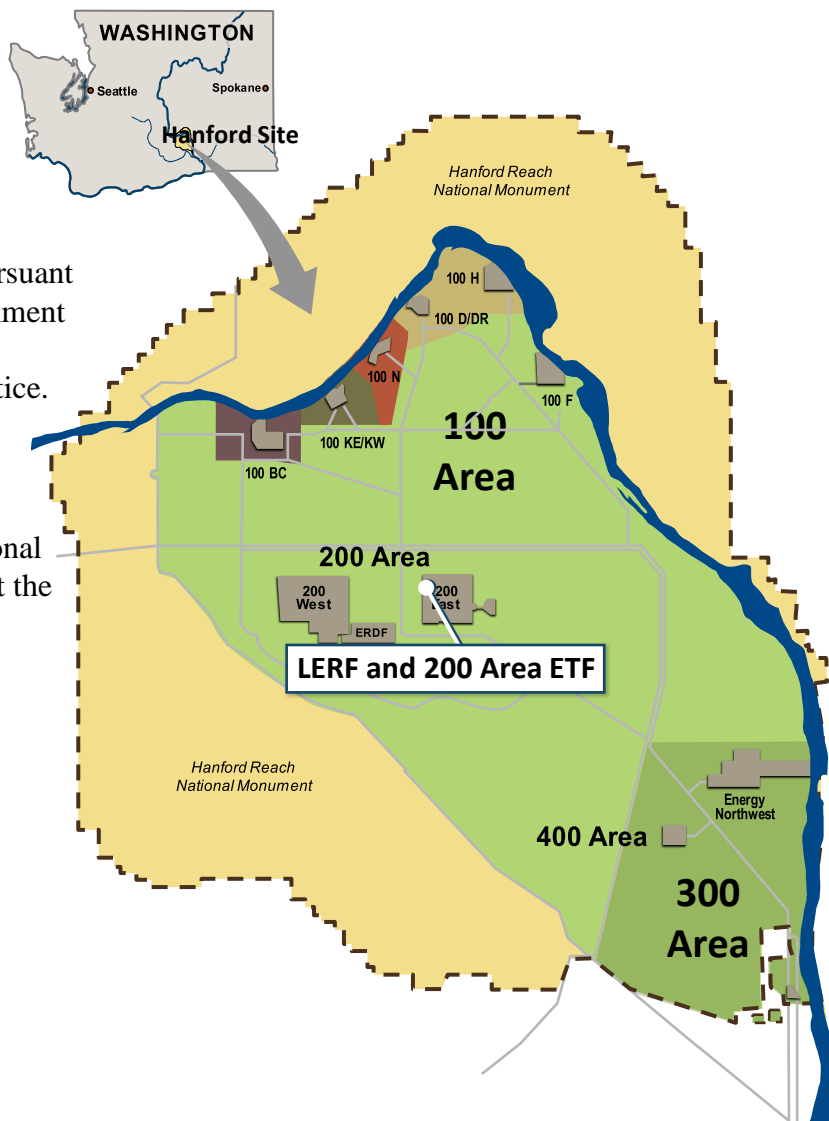 WASHINGTON
Seattle
Spokane
Hanford Site
Hanford Reach
National Monument
rsuant
nment
tice.
onal
t the
100 H
100 D/DR
100 N
100 F
100 KE/KW
100 BC
100
Area
200 Area
200
West
200
East
ERDF
LERF and 200 Area ETF
Hanford Reach
National Monument
Energy
Northwest
400 Area
300
Area